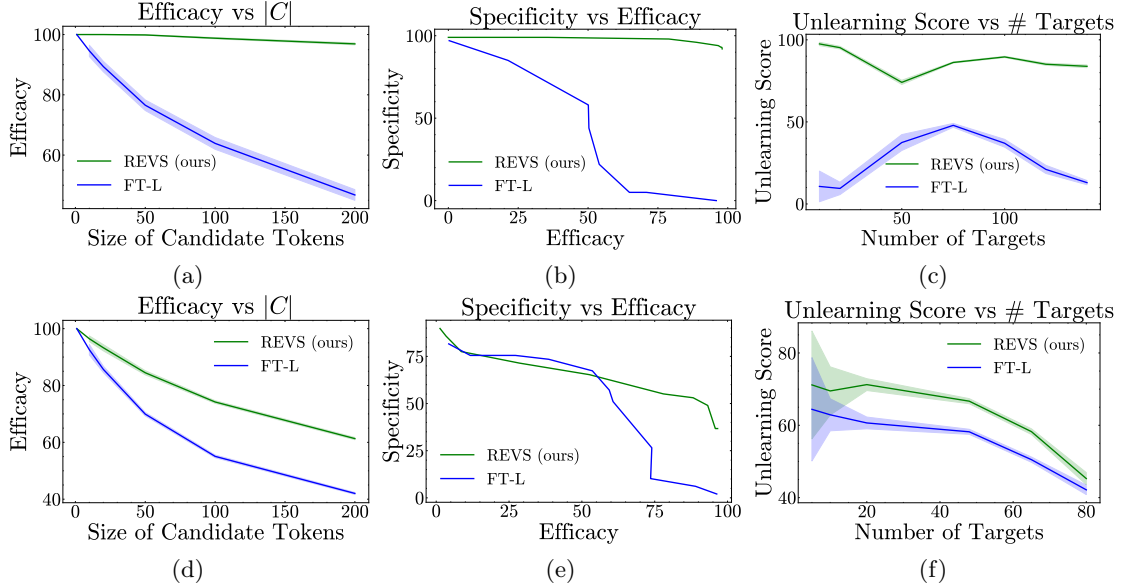 Efficacy vs |C|
100
80
60
Efficacy
REVS (ours)
FT-L
0
50
100
150
200
Size of Candidate Tokens
(a)
Specificity vs Efficacy
100
75
50
25
0
Specificity
REVS (ours)
FT-L
0
25
50
75
100
Efficacy
(b)
Unlearning Score vs # Targets
100
50
0
Unlearning Score
REVS (ours)
FT-L
50
100
Number of Targets
(c)
Efficacy vs |C|
100
80
60
40
Efficacy
REVS (ours)
FT-L
0
50
100
150
200
Size of Candidate Tokens
(d)
Specificity vs Efficacy
75
50
25
0
Specificity
REVS (ours)
FT-L
0
25
50
75
100
Efficacy
(e)
Unlearning Score vs # Targets
80
60
40
Unlearning Score
REVS (ours)
FT-L
20
40
60
80
Number of Targets
(f)